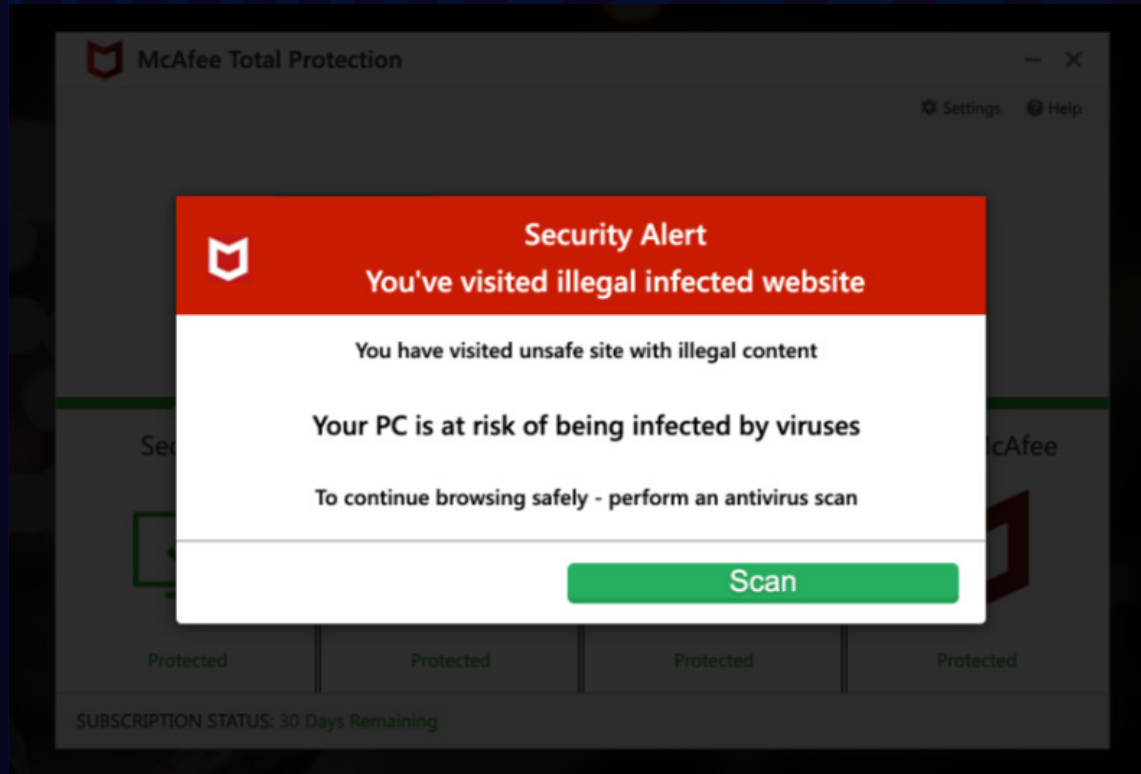 McAfee Total Protection
Settings Help
Security Alert
You've visited illegal infected website
You have visited unsafe site with illegal content
Your PC is at risk of being infected by viruses
To continue browsing safely - perform an antivirus scan
Scan
Protected Protected Protected Protected
SUBSCRIPTION STATUS: 30 Days Remaining